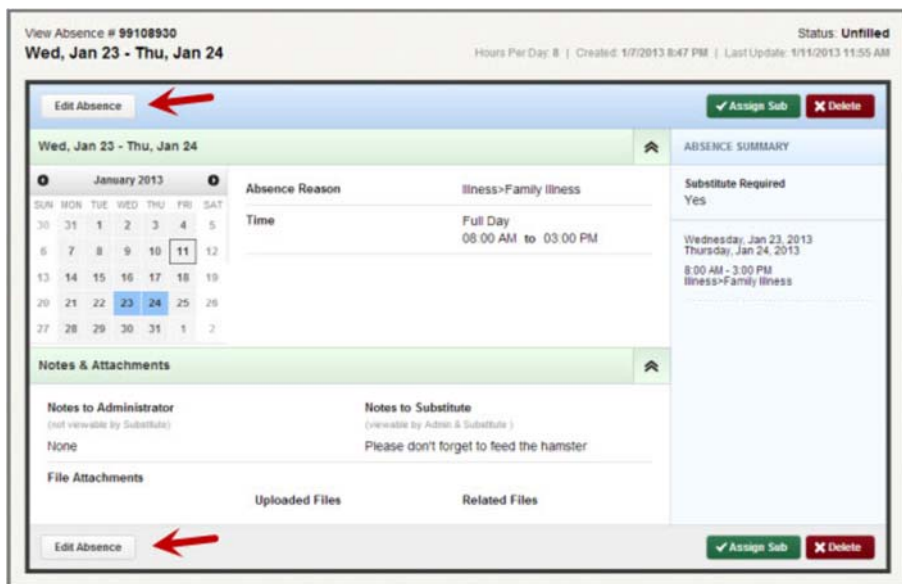 View Absence # 99108930
Status: Unfilled
Wed, Jan 23 - Thu, Jan 24
Hours Per Day: 8 | Created: 1/7/2013 8:47 PM | Last Update: 1/11/2013 11:55 AM
Edit Absence
Assign Sub
Delete
Wed, Jan 23 - Thu, Jan 24
ABSENCE SUMMARY
January 2013
SUN MON TUE WED THU FRI SAT
30 31 1 2 3 4 5
6 7 8 9 10 11 12
13 14 15 16 17 18 19
20 21 22 23 24 25 26
27 28 29 30 31 1 2
Absence Reason
Illness>Family Illness
Time
Full Day
08:00 AM to 03:00 PM
Substitute Required
Yes
Wednesday, Jan 23, 2013
Thursday, Jan 24, 2013
8:00 AM - 3:00 PM
Illness>Family Illness
Notes & Attachments
Notes to Administrator
(not viewable by Substitute)
None
Notes to Substitute
(viewable by Admin & Substitute )
Please don't forget to feed the hamster
File Attachments
Uploaded Files
Related Files
Edit Absence
Assign Sub
Delete